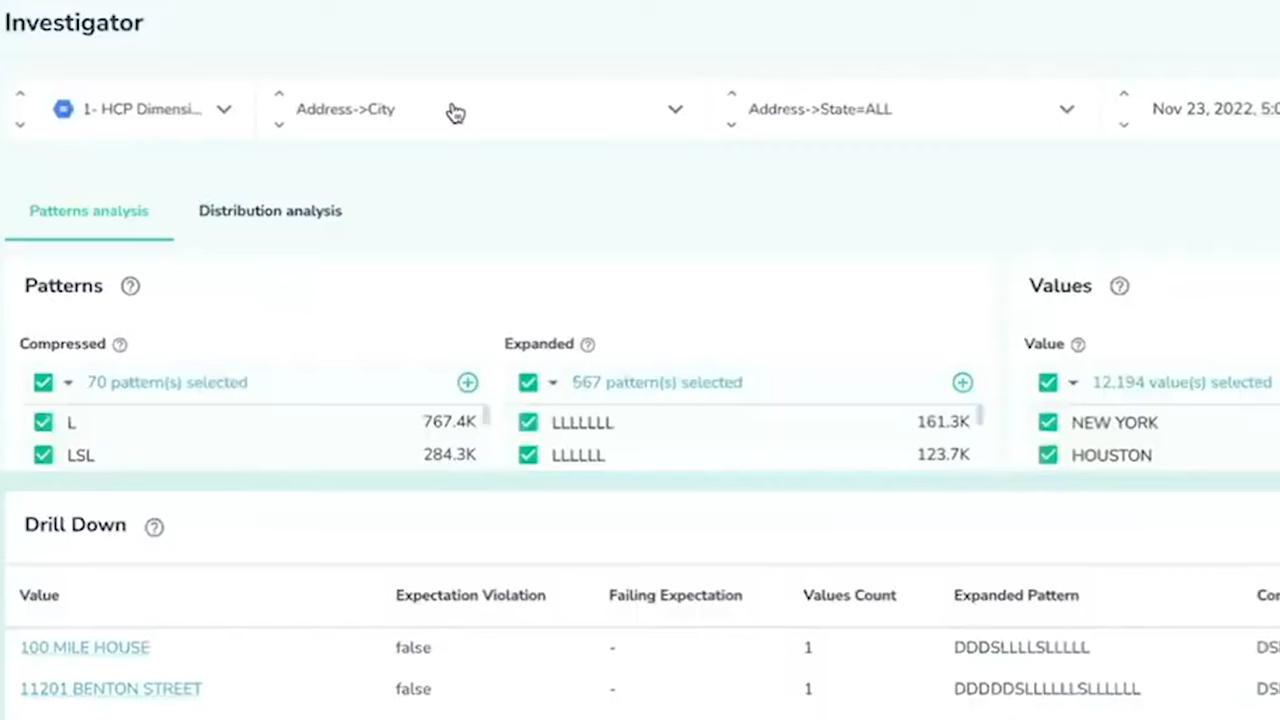 Investigator
1- HCP Dimensi... Address->City Address->State=ALL Nov 23, 2022, 5:0
Patterns analysis Distribution analysis
Patterns Values
Compressed Expanded Value
70 pattern(s) selected 567 pattern(s) selected 12,194 value(s) selected
L 767.4K LLLLLLL 161.3K NEW YORK
LSL 284.3K LLLLLL 123.7K HOUSTON
Drill Down
Value Expectation Violation Failing Expectation Values Count Expanded Pattern Co
100 MILE HOUSE false - 1 DDDSLLLLSLLLLL DS
11201 BENTON STREET false - 1 DDDDDSLLLLLLSLLLLLL DS